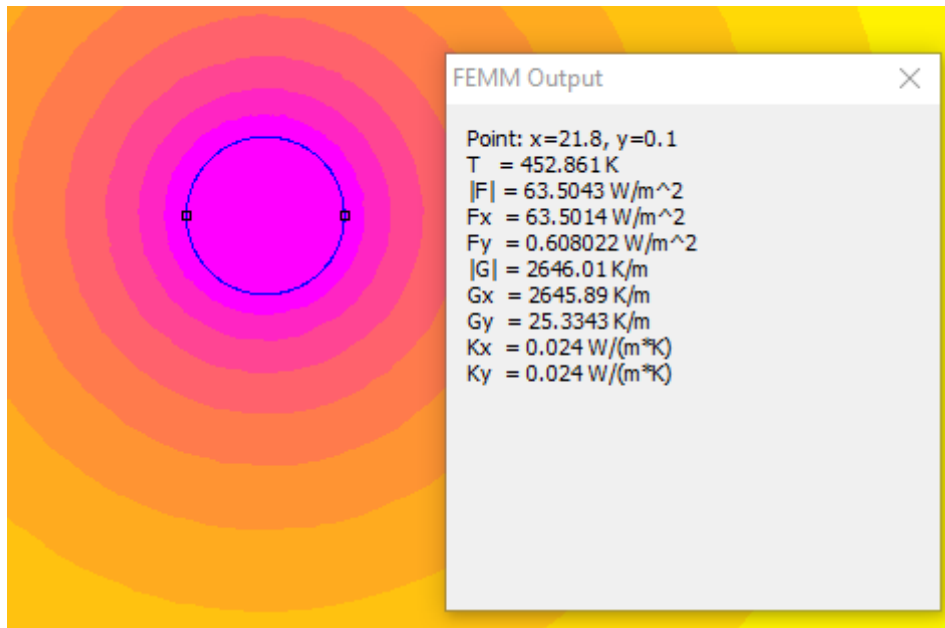 FEMM Output
Point: x=21.8, y=0.1
T = 452.861 K
|F| = 63.5043 W/m^2
Fx = 63.5014 W/m^2
Fy = 0.608022 W/m^2
|G| = 2646.01 K/m
Gx = 2645.89 K/m
Gy = 25.3343 K/m
Kx = 0.024 W/(m*K)
Ky = 0.024 W/(m*K)